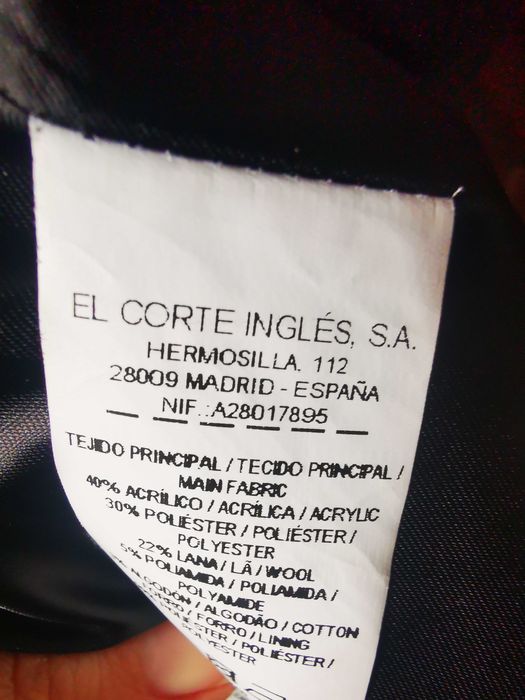 EL CORTE INGLÉS, S.A.
HERMOSILLA, 112
28009 MADRID - ESPAÑA
NIF.:A28017895
TEJIDO PRINCIPAL / TECIDO PRINCIPAL /
MAIN FABRIC
40% ACRÍLICO / ACRÍLICA / ACRYLIC
30% POLIÉSTER / POLIÉSTER /
POLYESTER
22% LANA / LÃ / WOOL
5% POLIAMIDA / POLIAMIDA /
POLYAMIDE
ALGODÓN / ALGODÃO / COTTON
/ FORRO / LINING
/ POLIÉSTER /